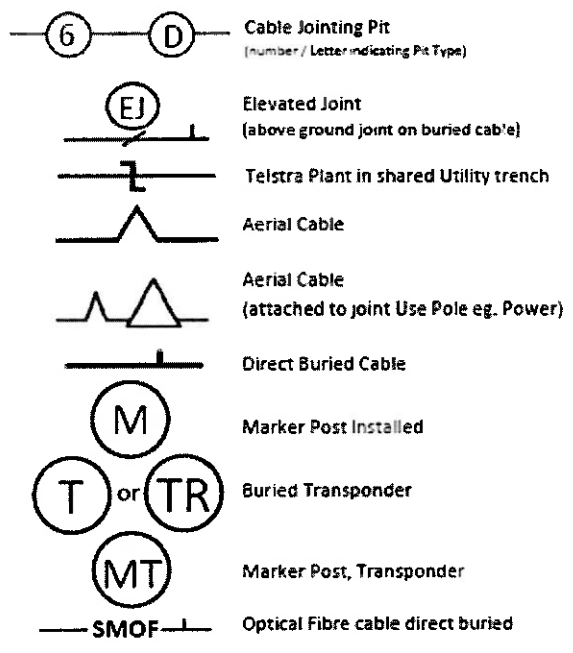 6 D Cable Jointing Pit
(number / Letter indicating Pit Type)
EJ Elevated Joint
(above ground joint on buried cable)
Telstra Plant in shared Utility trench
Aerial Cable
Aerial Cable
(attached to joint Use Pole eg. Power)
Direct Buried Cable
M Marker Post Installed
T or TR Buried Transponder
MT Marker Post, Transponder
SMOF Optical Fibre cable direct buried